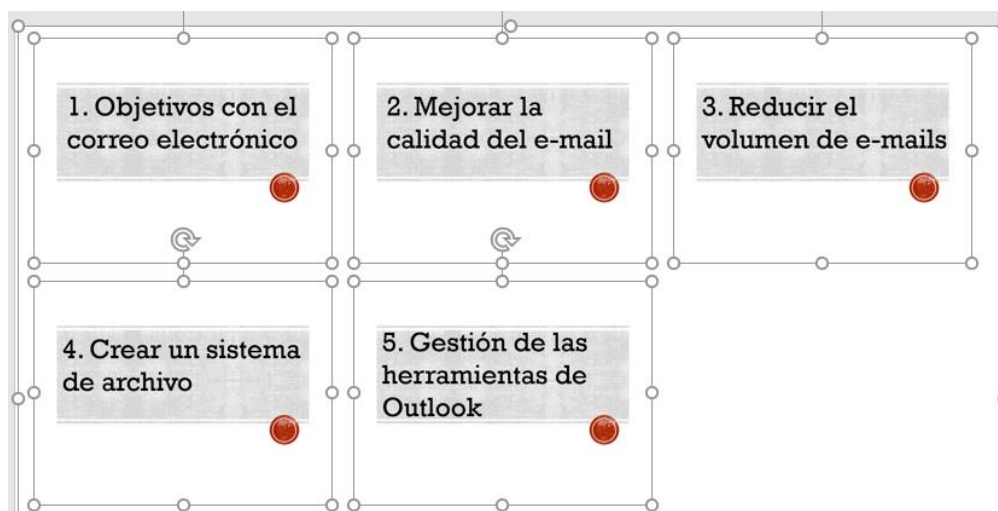 1. Objetivos con el
correo electrónico
2. Mejorar la
calidad del e-mail
3. Reducir el
volumen de e-mails
4. Crear un sistema
de archivo
5. Gestión de las
herramientas de
Outlook